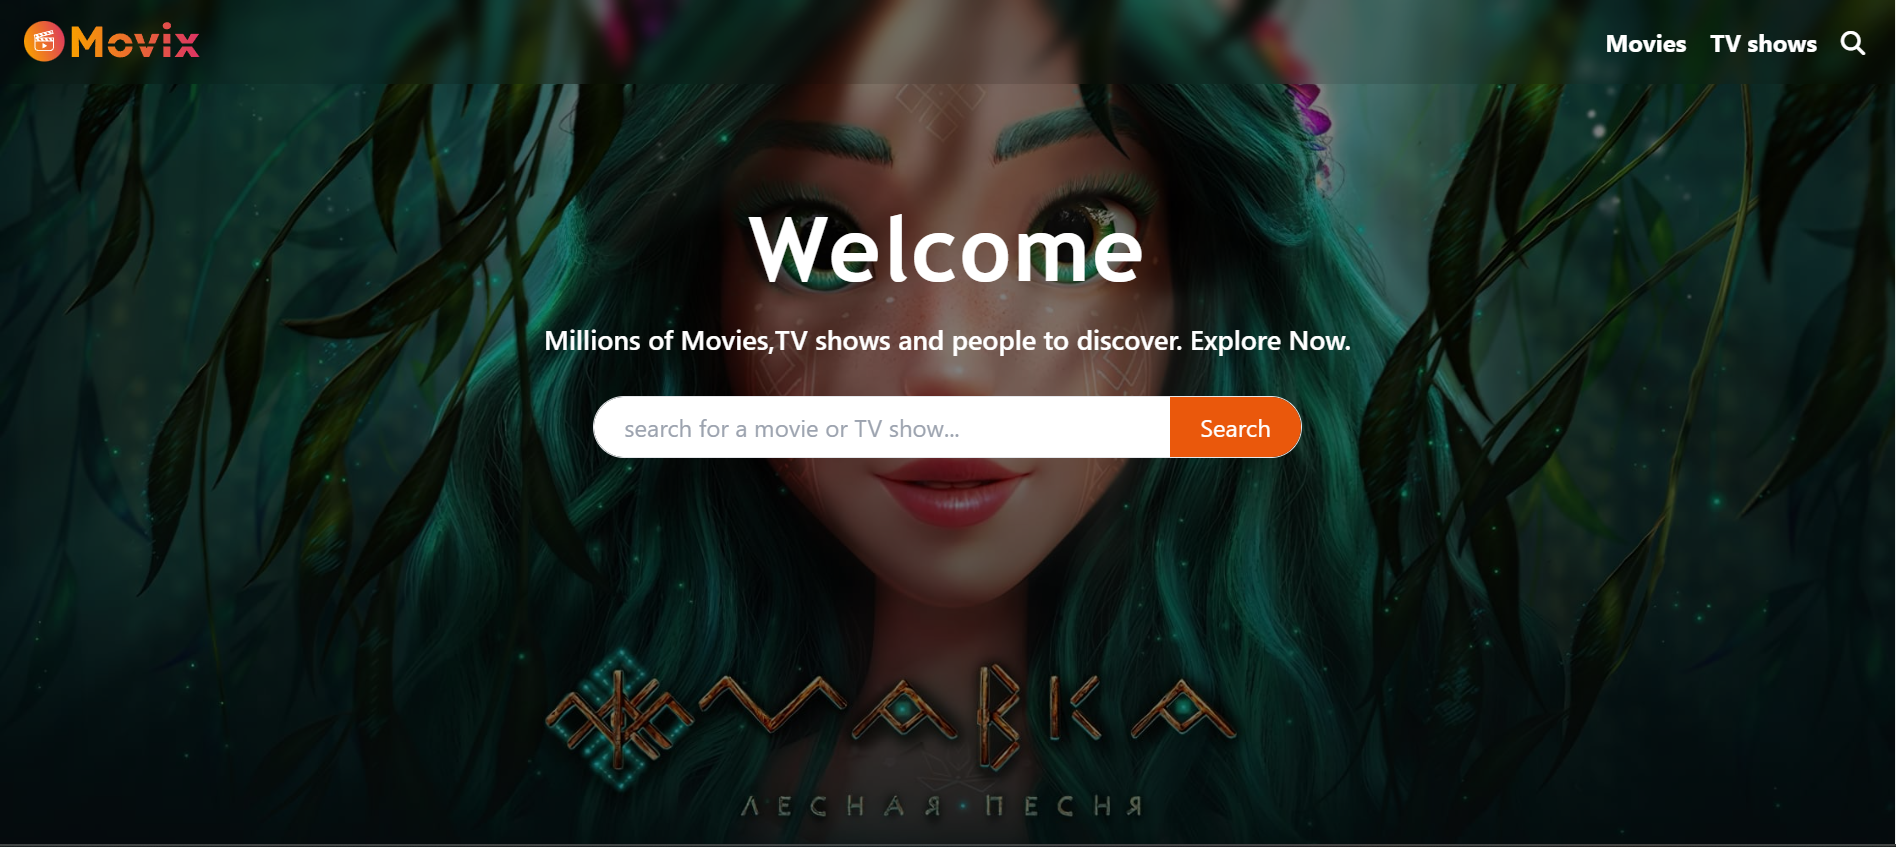 Movix
Movies TV shows
Welcome
Millions of Movies,TV shows and people to discover. Explore Now.
search for a movie or TV show...
Search
МАВКА
ЛЕСНАЯ · ПЕСНЯ